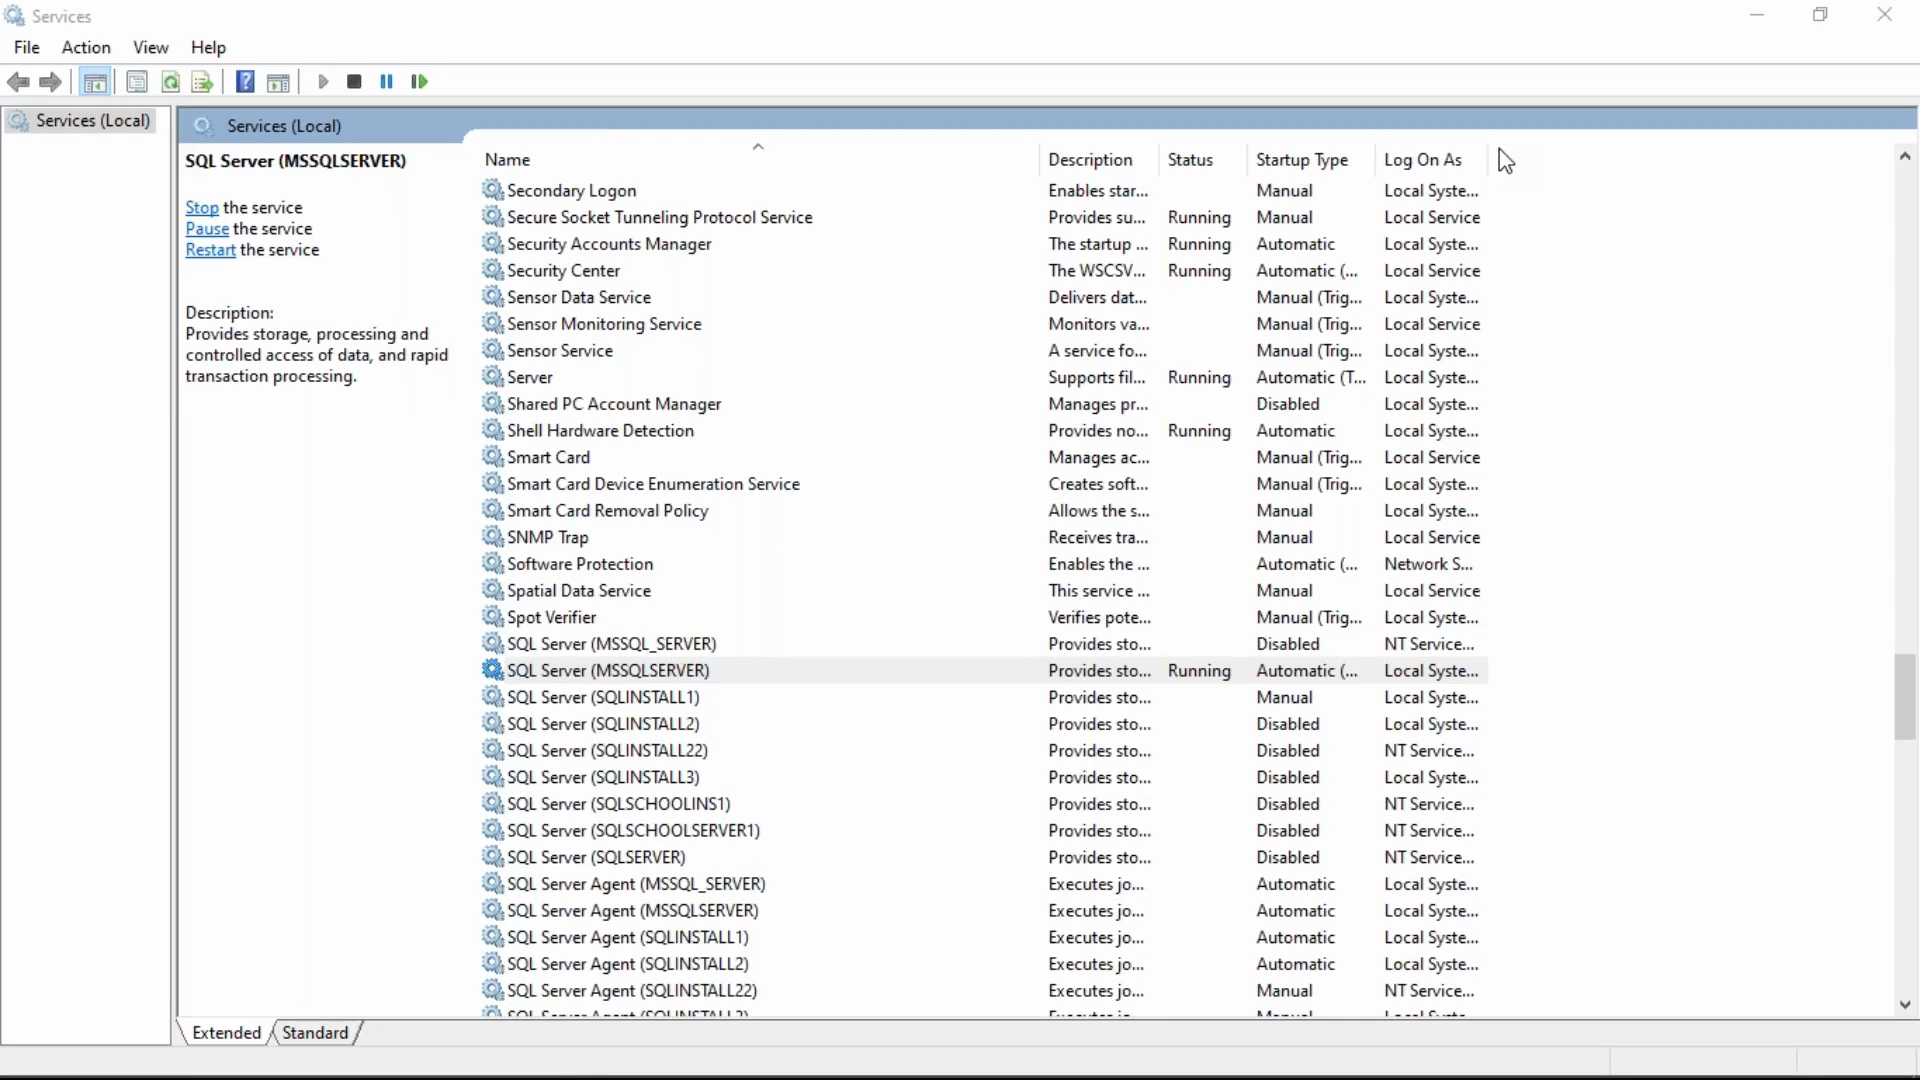 Services
File Action View Help
Services (Local)
Services (Local)
SQL Server (MSSQLSERVER)
Stop the service
Pause the service
Restart the service
Description:
Provides storage, processing and
controlled access of data, and rapid
transaction processing.
Name Description Status Startup Type Log On As
Secondary Logon Enables star... Manual Local Syste...
Secure Socket Tunneling Protocol Service Provides su... Running Manual Local Service
Security Accounts Manager The startup ... Running Automatic Local Syste...
Security Center The WSCSV... Running Automatic (... Local Service
Sensor Data Service Delivers dat... Manual (Trig... Local Syste...
Sensor Monitoring Service Monitors va... Manual (Trig... Local Service
Sensor Service A service fo... Manual (Trig... Local Syste...
Server Supports fil... Running Automatic (T... Local Syste...
Shared PC Account Manager Manages pr... Disabled Local Syste...
Shell Hardware Detection Provides no... Running Automatic Local Syste...
Smart Card Manages ac... Manual (Trig... Local Service
Smart Card Device Enumeration Service Creates soft... Manual (Trig... Local Syste...
Smart Card Removal Policy Allows the s... Manual Local Syste...
SNMP Trap Receives tra... Manual Local Service
Software Protection Enables the ... Automatic (... Network S...
Spatial Data Service This service ... Manual Local Service
Spot Verifier Verifies pote... Manual (Trig... Local Syste...
SQL Server (MSSQL_SERVER) Provides sto... Disabled NT Service...
SQL Server (MSSQLSERVER) Provides sto... Running Automatic (... Local Syste...
SQL Server (SQLINSTALL1) Provides sto... Manual Local Syste...
SQL Server (SQLINSTALL2) Provides sto... Disabled Local Syste...
SQL Server (SQLINSTALL22) Provides sto... Disabled NT Service...
SQL Server (SQLINSTALL3) Provides sto... Disabled Local Syste...
SQL Server (SQLSCHOOLINS1) Provides sto... Disabled NT Service...
SQL Server (SQLSCHOOLSERVER1) Provides sto... Disabled NT Service...
SQL Server (SQLSERVER) Provides sto... Disabled NT Service...
SQL Server Agent (MSSQL_SERVER) Executes jo... Automatic Local Syste...
SQL Server Agent (MSSQLSERVER) Executes jo... Automatic Local Syste...
SQL Server Agent (SQLINSTALL1) Executes jo... Automatic Local Syste...
SQL Server Agent (SQLINSTALL2) Executes jo... Automatic Local Syste...
SQL Server Agent (SQLINSTALL22) Executes jo... Manual NT Service...
Extended Standard